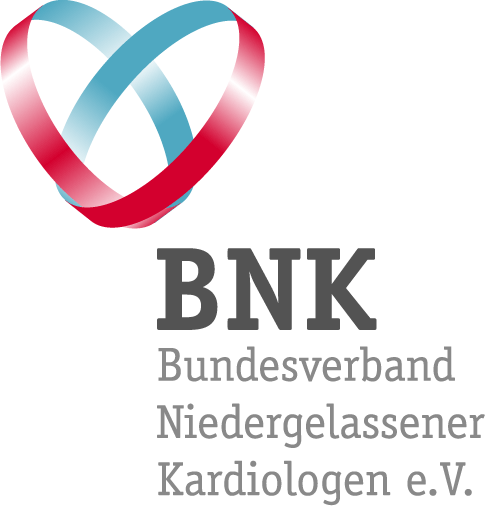 BNK
Bundesverband
Niedergelassener
Kardiologen e.V.